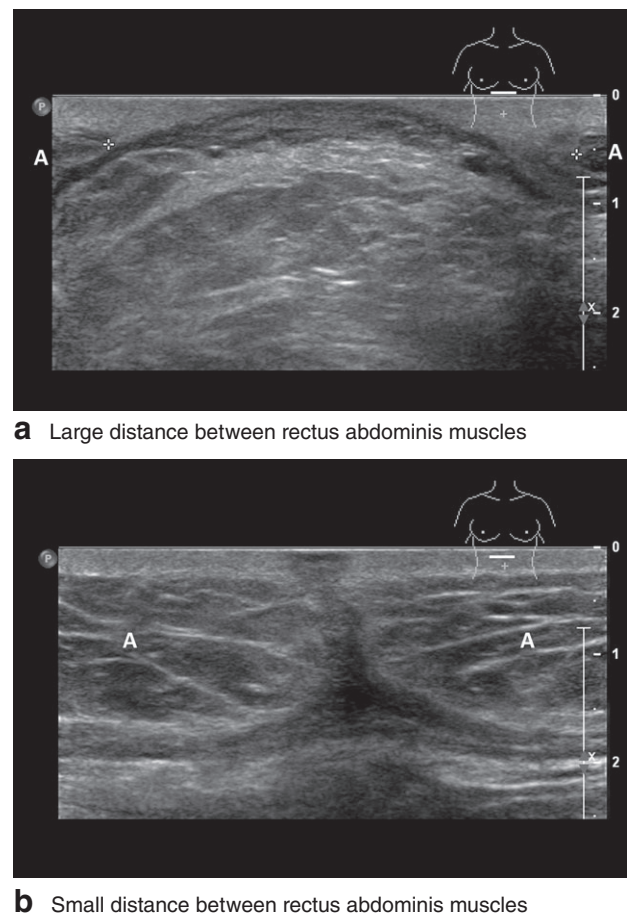 0
P
A
A
1
X
2
a Large distance between rectus abdominis muscles
0
P
A
A
1
X
2
b Small distance between rectus abdominis muscles